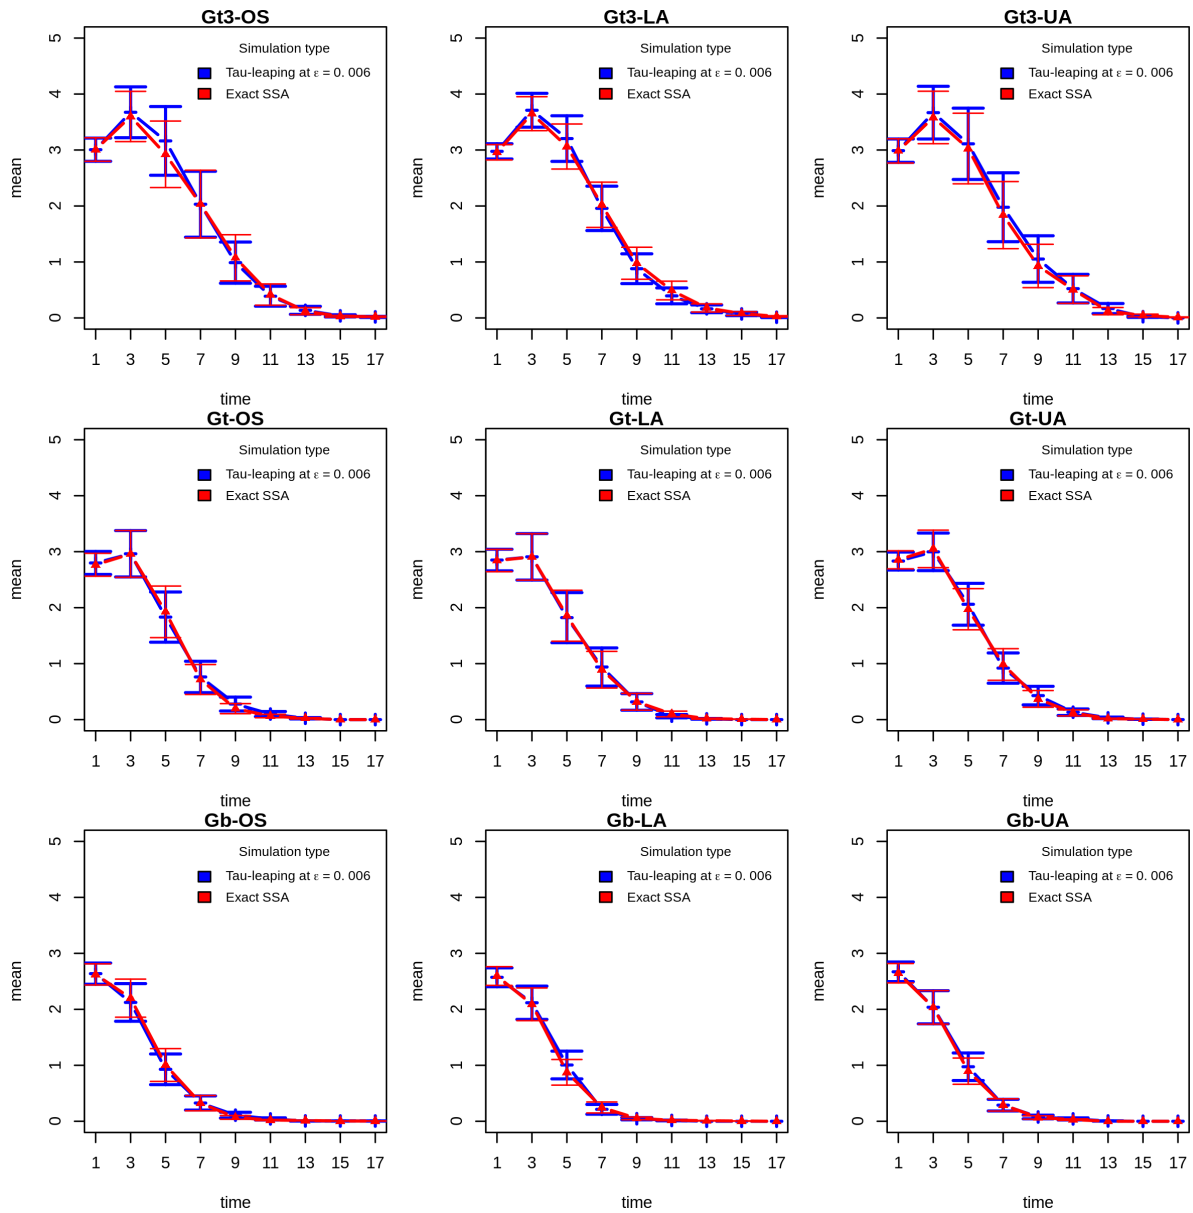 Gt3-OS
mean
5
4
3
2
1
0
Simulation type
Tau-leaping at ε = 0. 006
Exact SSA
1 3 5 7 9 11 13 15 17
time
Gt3-LA
mean
5
4
3
2
1
0
Simulation type
Tau-leaping at ε = 0. 006
Exact SSA
1 3 5 7 9 11 13 15 17
time
Gt3-UA
mean
5
4
3
2
1
0
Simulation type
Tau-leaping at ε = 0. 006
Exact SSA
1 3 5 7 9 11 13 15 17
time
Gt-OS
mean
5
4
3
2
1
0
Simulation type
Tau-leaping at ε = 0. 006
Exact SSA
1 3 5 7 9 11 13 15 17
time
Gt-LA
mean
5
4
3
2
1
0
Simulation type
Tau-leaping at ε = 0. 006
Exact SSA
1 3 5 7 9 11 13 15 17
time
Gt-UA
mean
5
4
3
2
1
0
Simulation type
Tau-leaping at ε = 0. 006
Exact SSA
1 3 5 7 9 11 13 15 17
time
Gb-OS
mean
5
4
3
2
1
0
Simulation type
Tau-leaping at ε = 0. 006
Exact SSA
1 3 5 7 9 11 13 15 17
time
Gb-LA
mean
5
4
3
2
1
0
Simulation type
Tau-leaping at ε = 0. 006
Exact SSA
1 3 5 7 9 11 13 15 17
time
Gb-UA
mean
5
4
3
2
1
0
Simulation type
Tau-leaping at ε = 0. 006
Exact SSA
1 3 5 7 9 11 13 15 17
time